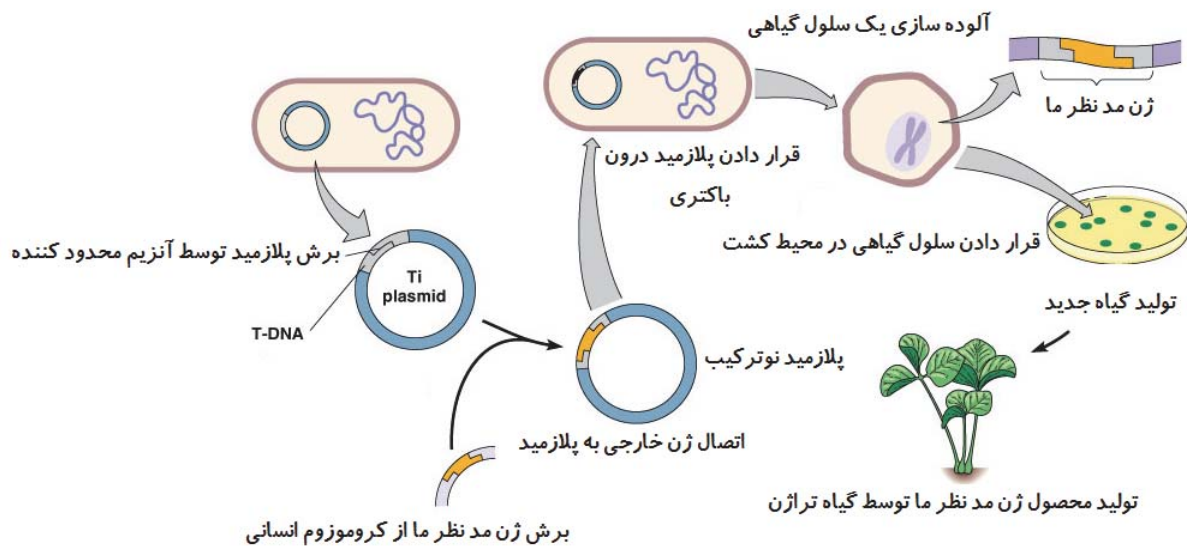 برش پلازمید توسط آنزیم محدود کننده
Ti
plasmid
T-DNA
برش ژن مد نظر ما از کروموزوم انسانی
اتصال ژن خارجی به پلازمید
پلازمید نوترکیب
قرار دادن پلازمید درون
باکتری
آلوده سازی یک سلول گیاهی
ژن مد نظر ما
قرار دادن سلول گیاهی در محیط کشت
تولید گیاه جدید
تولید محصول ژن مد نظر ما توسط گیاه تراژن